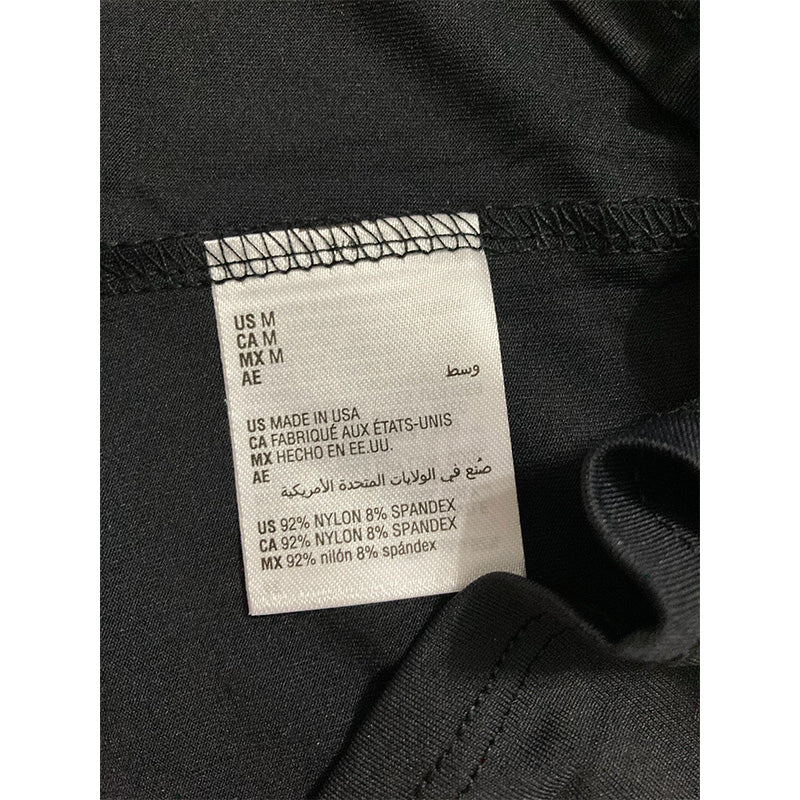 US M
CA M
MX M
AE وسط
US MADE IN USA
CA FABRIQUÉ AUX ÉTATS-UNIS
MX HECHO EN EE.UU.
AE صُنع في الولايات المتحدة الأمريكية
US 92% NYLON 8% SPANDEX
CA 92% NYLON 8% SPANDEX
MX 92% nilón 8% spándex